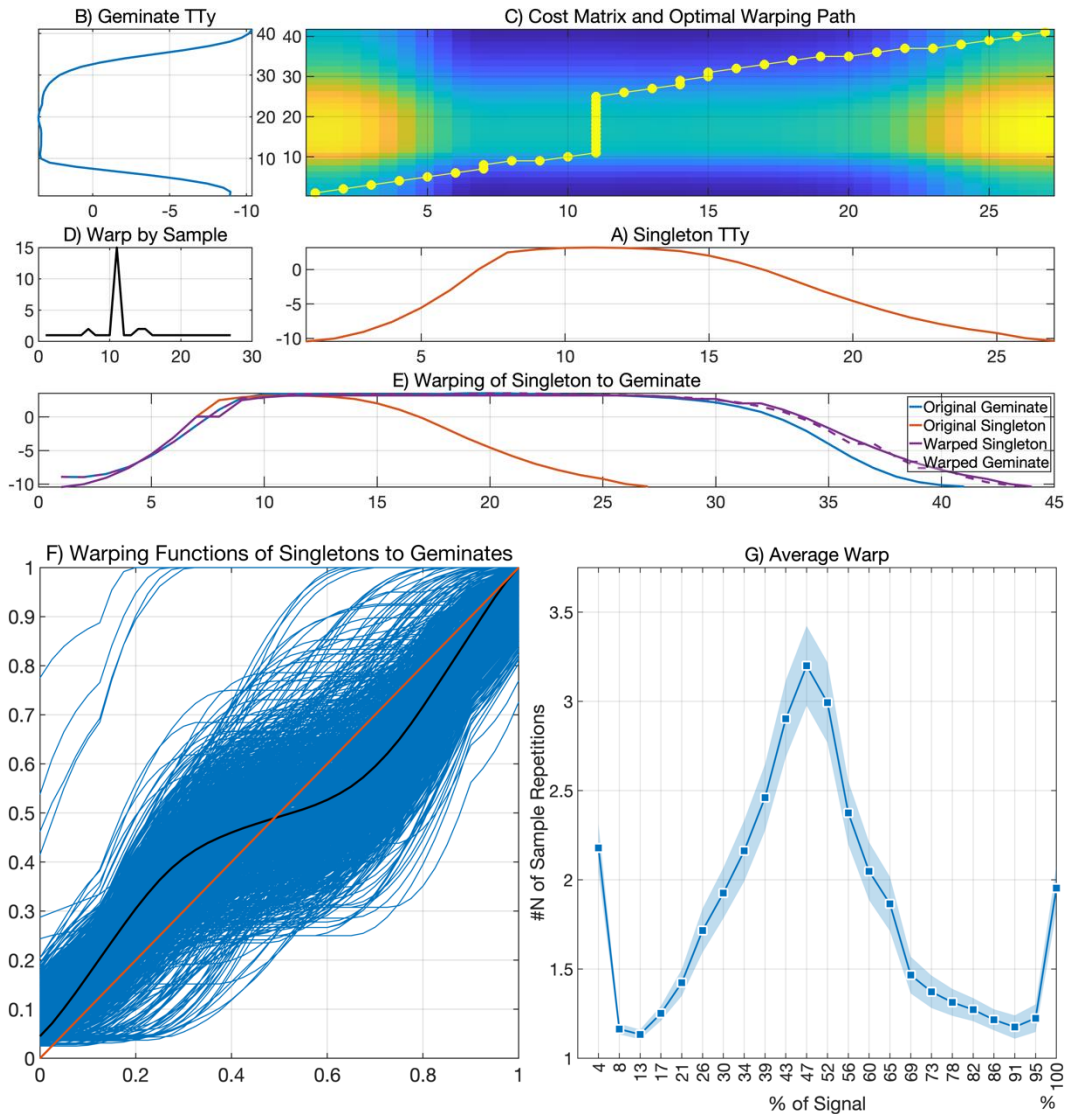 B) Geminate TTy
C) Cost Matrix and Optimal Warping Path
40
30
20
10
0 -5 -10
40
30
20
10
5 10 15 20 25
D) Warp by Sample
A) Singleton TTy
15
10
5
0
0 10 20 30
0
-5
-10
5 10 15 20 25
E) Warping of Singleton to Geminate
0
-5
-10
0 5 10 15 20 25 30 35 40 45
Original Geminate
Original Singleton
Warped Singleton
Warped Geminate
F) Warping Functions of Singletons to Geminates
1
0.9
0.8
0.7
0.6
0.5
0.4
0.3
0.2
0.1
0
0 0.2 0.4 0.6 0.8 1
G) Average Warp
#N of Sample Repetitions
3.5
3
2.5
2
1.5
1
4 8 13 17 21 26 30 34 39 43 47 52 56 60 65 69 73 78 82 86 91 95 100
% of Signal %